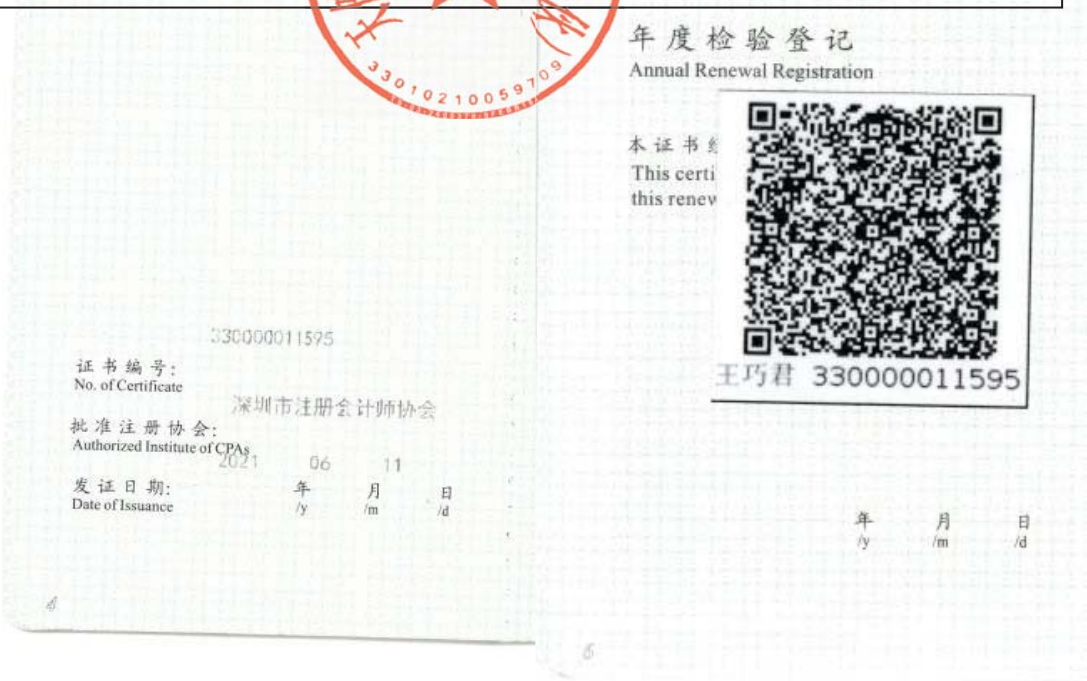 3301021005970９
330000011595
证书编号:
No. of Certificate
深圳市注册会计师协会
批准注册协会:
Authorized Institute of CPAs
2021 06 11
发证日期: 年 月 日
Date of Issuance /y /m /d
年度检验登记
Annual Renewal Registration
本证书
This certi
this renew
王巧君 330000011595
年 月 日
/y /m /d